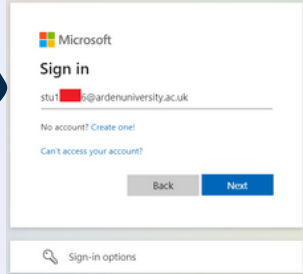 Microsoft
Sign in
stu1 6@ardenuniversity.ac.uk
No account? Create one!
Can't access your account?
Back Next
Sign-in options